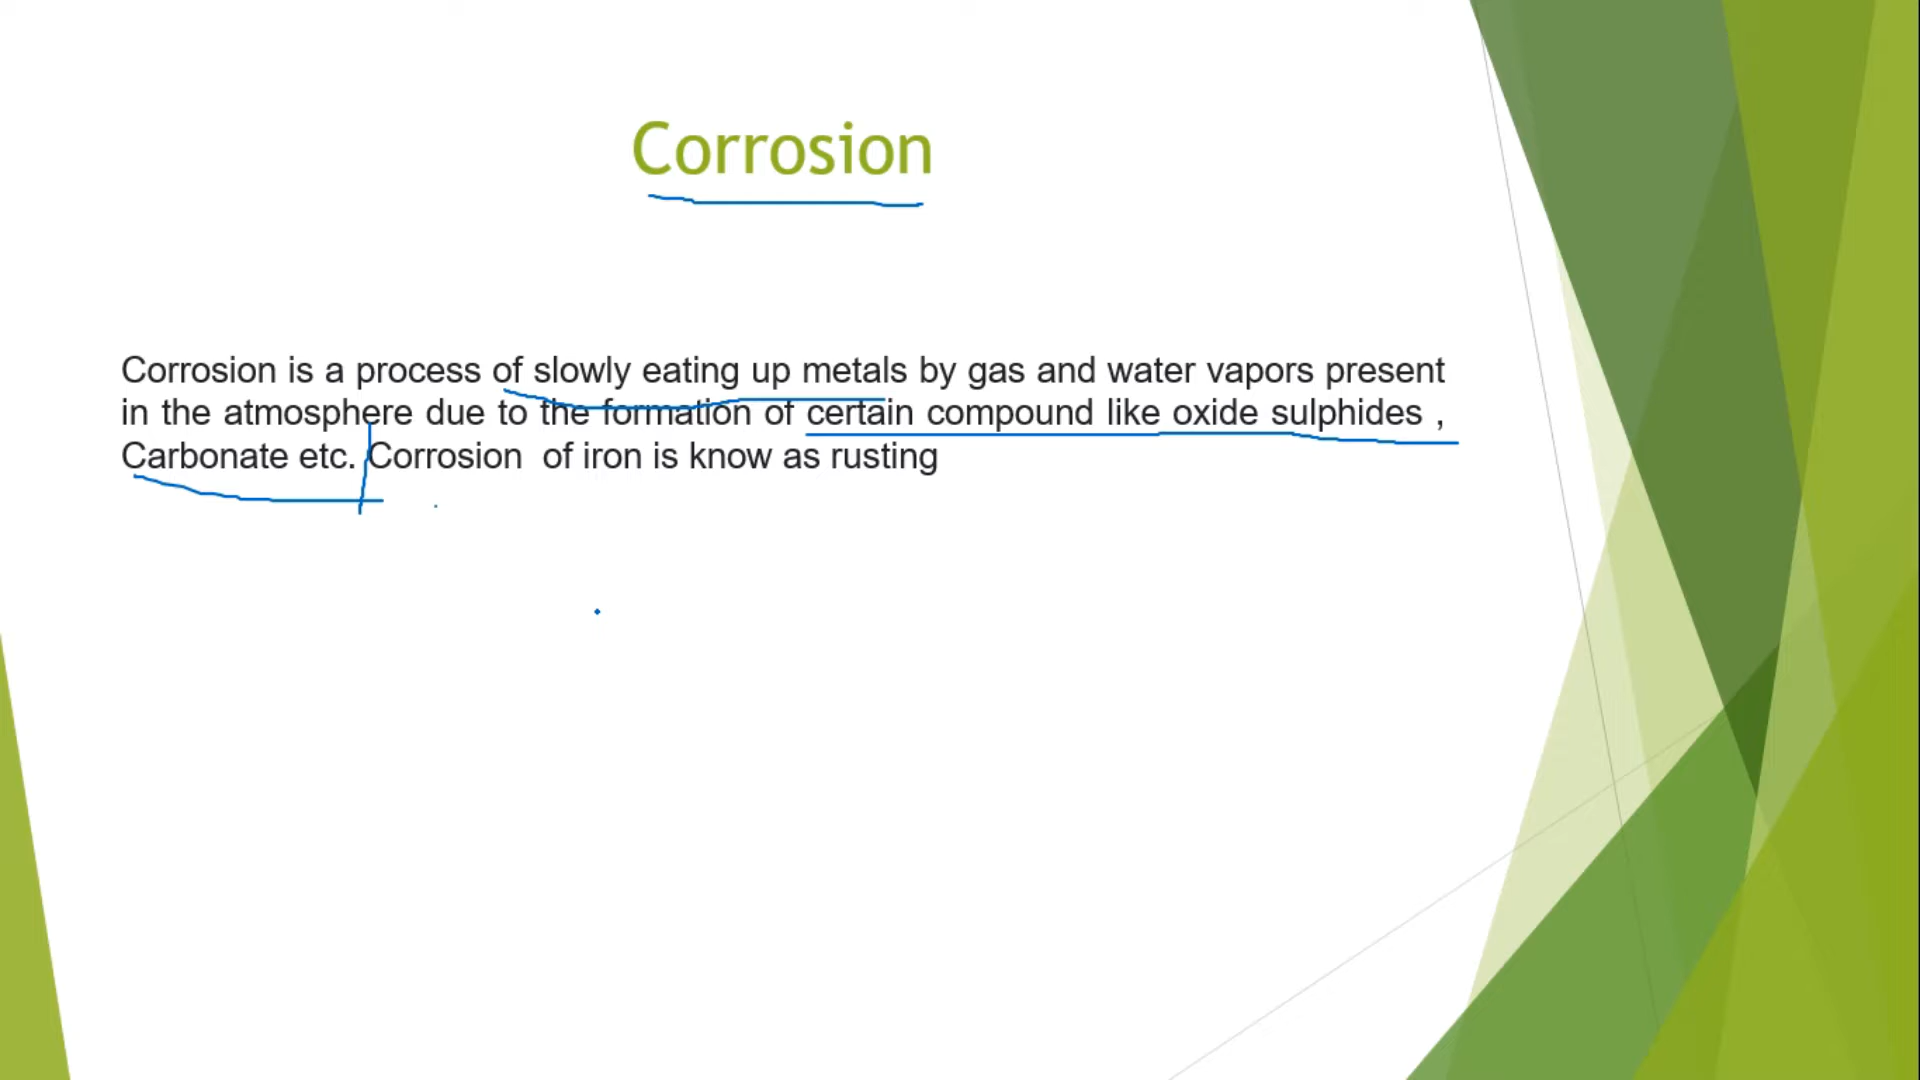 Corrosion
Corrosion is a process of slowly eating up metals by gas and water vapors present
in the atmosphere due to the formation of certain compound like oxide sulphides ,
Carbonate etc. Corrosion  of iron is know as rusting